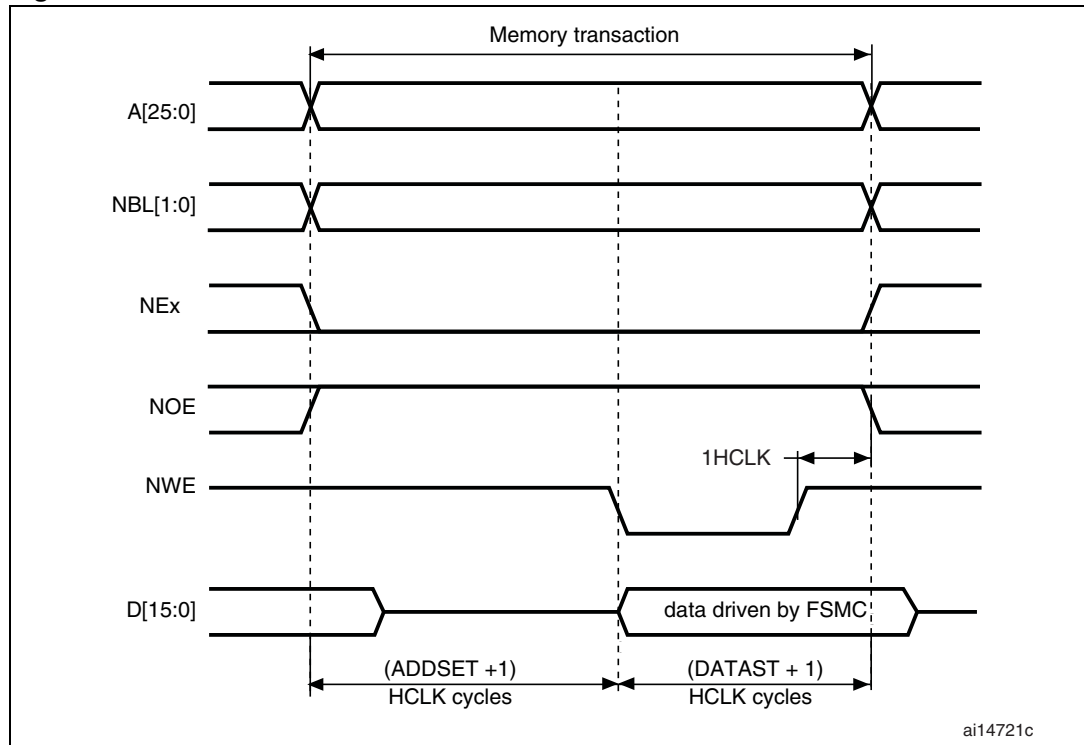 Memory transaction
A[25:0]
NBL[1:0]
NEx
NOE
1HCLK
NWE
D[15:0]
data driven by FSMC
(ADDSET +1)
HCLK cycles
(DATAST + 1)
HCLK cycles
ai14721c